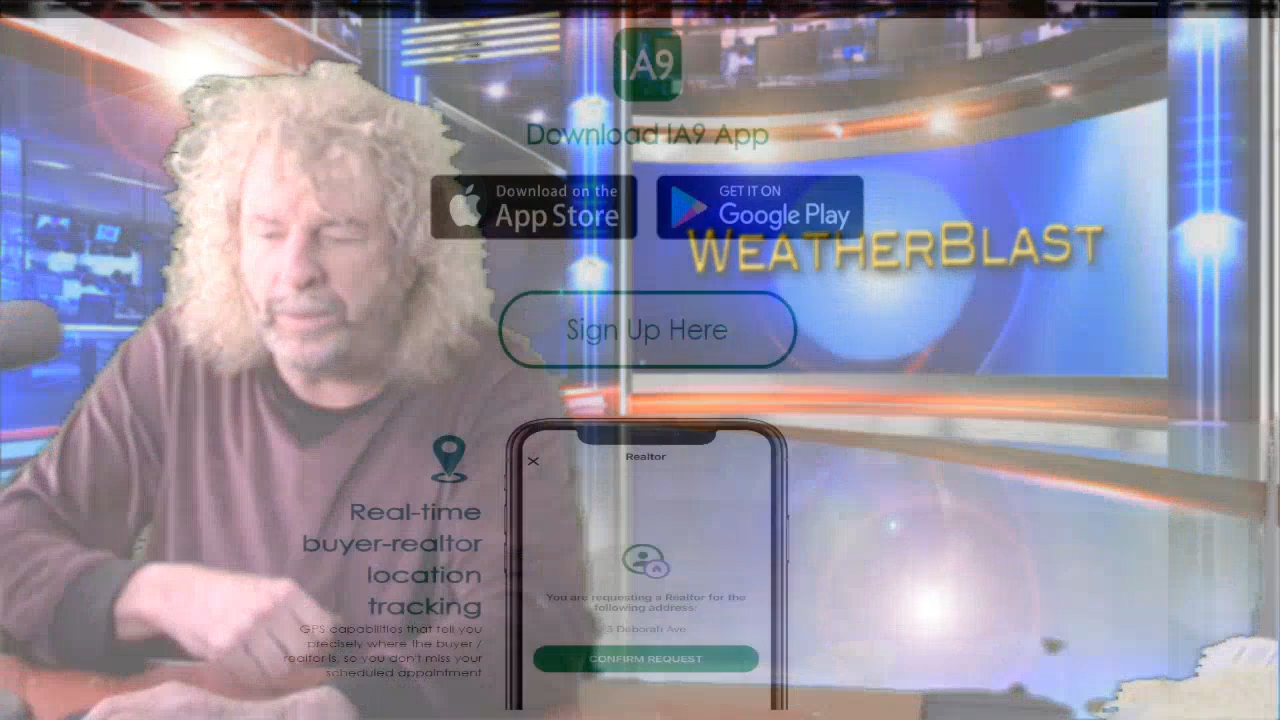 IA9
Download IA9 App
Download on the
App Store
GET IT ON
Google Play
WEATHERBLAST
Sign Up Here
Realtor
Real-time
buyer-realtor
location
tracking
GPS capabilities that tell you
precisely where the buyer /
realtor is, so you don't miss your
scheduled appointment
You are requesting a Realtor for the
following address:
3 Deborah Ave
CONFIRM REQUEST